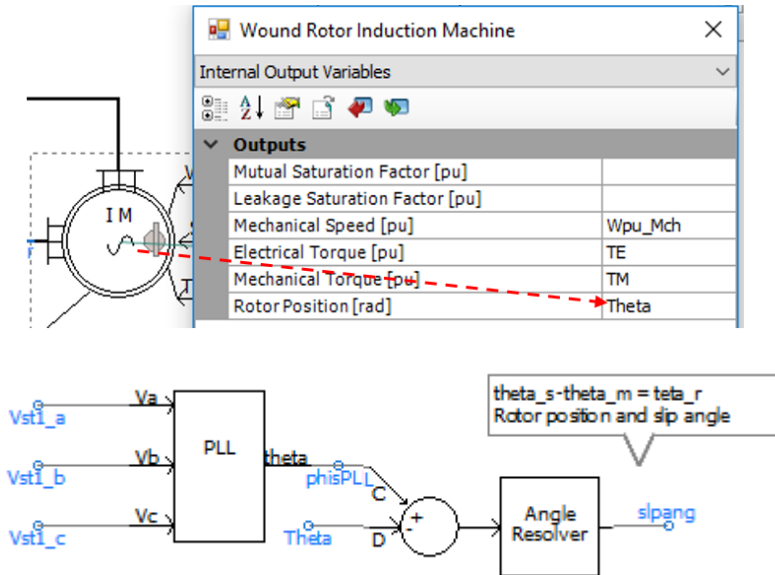 Wound Rotor Induction Machine
Internal Output Variables
Outputs
Mutual Saturation Factor [pu]
Leakage Saturation Factor [pu]
Mechanical Speed [pu] Wpu_Mch
Electrical Torque [pu] TE
Mechanical Torque [pu] TM
Rotor Position [rad] Theta
I M
theta_s-theta_m = teta_r
Rotor position and slip angle
Vst1_a Va
Vst1_b Vb
Vst1_c Vc
PLL
theta
phisPLL
C
+
-
Theta D
Angle
Resolver
slpang